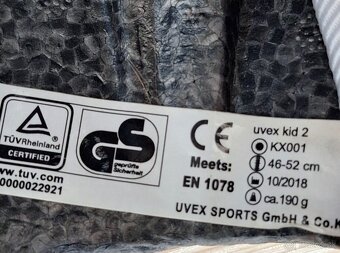 TÜVRheinland
CERTIFIED
www.tuv.com
0000022921
GS
geprüfte
Sicherheit
CE
Meets:
EN 1078
uvex kid 2
KX001
46-52 cm
10/2018
ca.190 g
UVEX SPORTS GmbH & Co.K